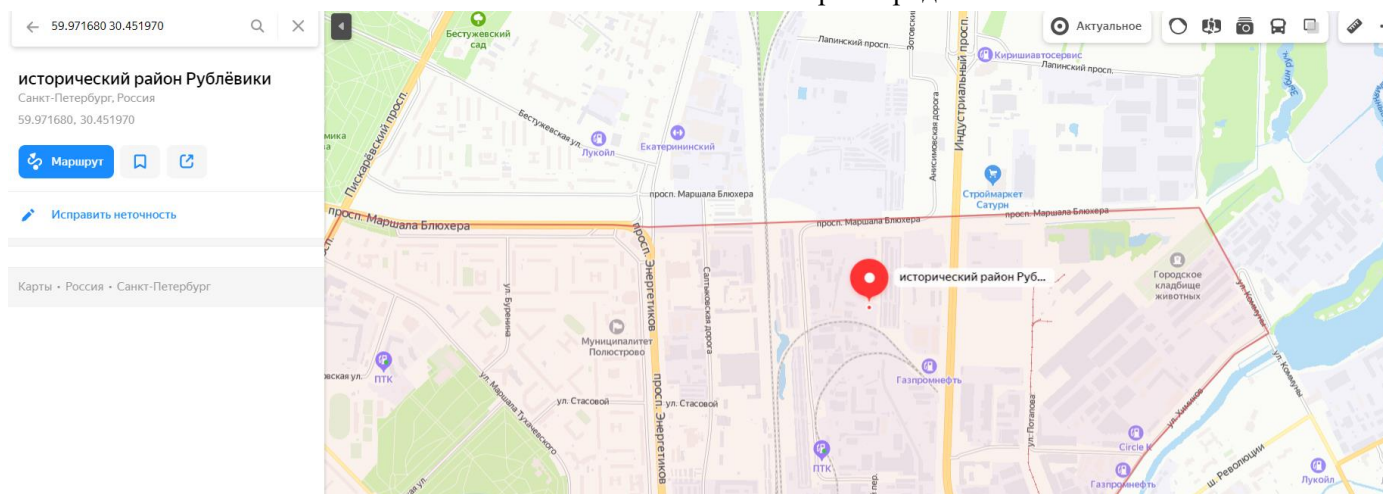 59.971680 30.451970
исторический район Рублёвики
Санкт-Петербург, Россия
59.971680, 30.451970
Маршрут
Исправить неточность
Карты • Россия • Санкт-Петербург
Актуальное
Бестужевский
сад
Лапинский просп.
Киришиавтосервис
Лапинский просп.
Индустриальный просп.
Пискарёвский просп.
Бестужевская ул.
Лукойл
Екатерининский
Анисимовская дорога
Строймаркет
Сатурн
просп. Маршала Блюхера
просп. Маршала Блюхера
просп. Маршала Блюхера
просп. Маршала Блюхера
исторический район Руб...
Городское
кладбище
животных
ул. Коммуны
ул. Коммуны
просп. Энергетиков
Салтыковская дорога
ул. Буренина
Муниципалитет
Полюстрово
ПТК
Газпромнефть
ул. Маршала Тухачевского
ул. Стасовой
ул. Стасовой
просп. Энергетиков
ул. Потапова
ул. Химиков
Circle K
ПТК
Газпромнефть
ш. Революции
Лукойл